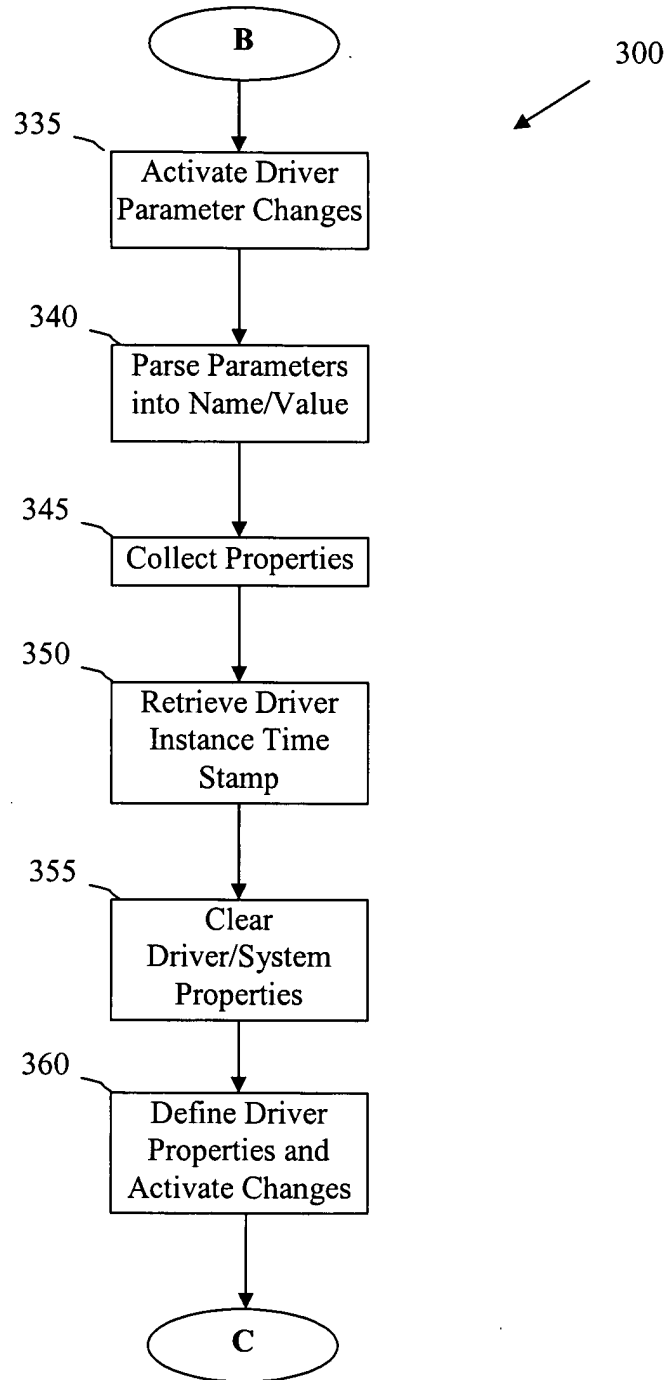 B
300
335
Activate Driver
Parameter Changes
340
Parse Parameters
into Name/Value
345
Collect Properties
350
Retrieve Driver
Instance Time
Stamp
355
Clear
Driver/System
Properties
360
Define Driver
Properties and
Activate Changes
C